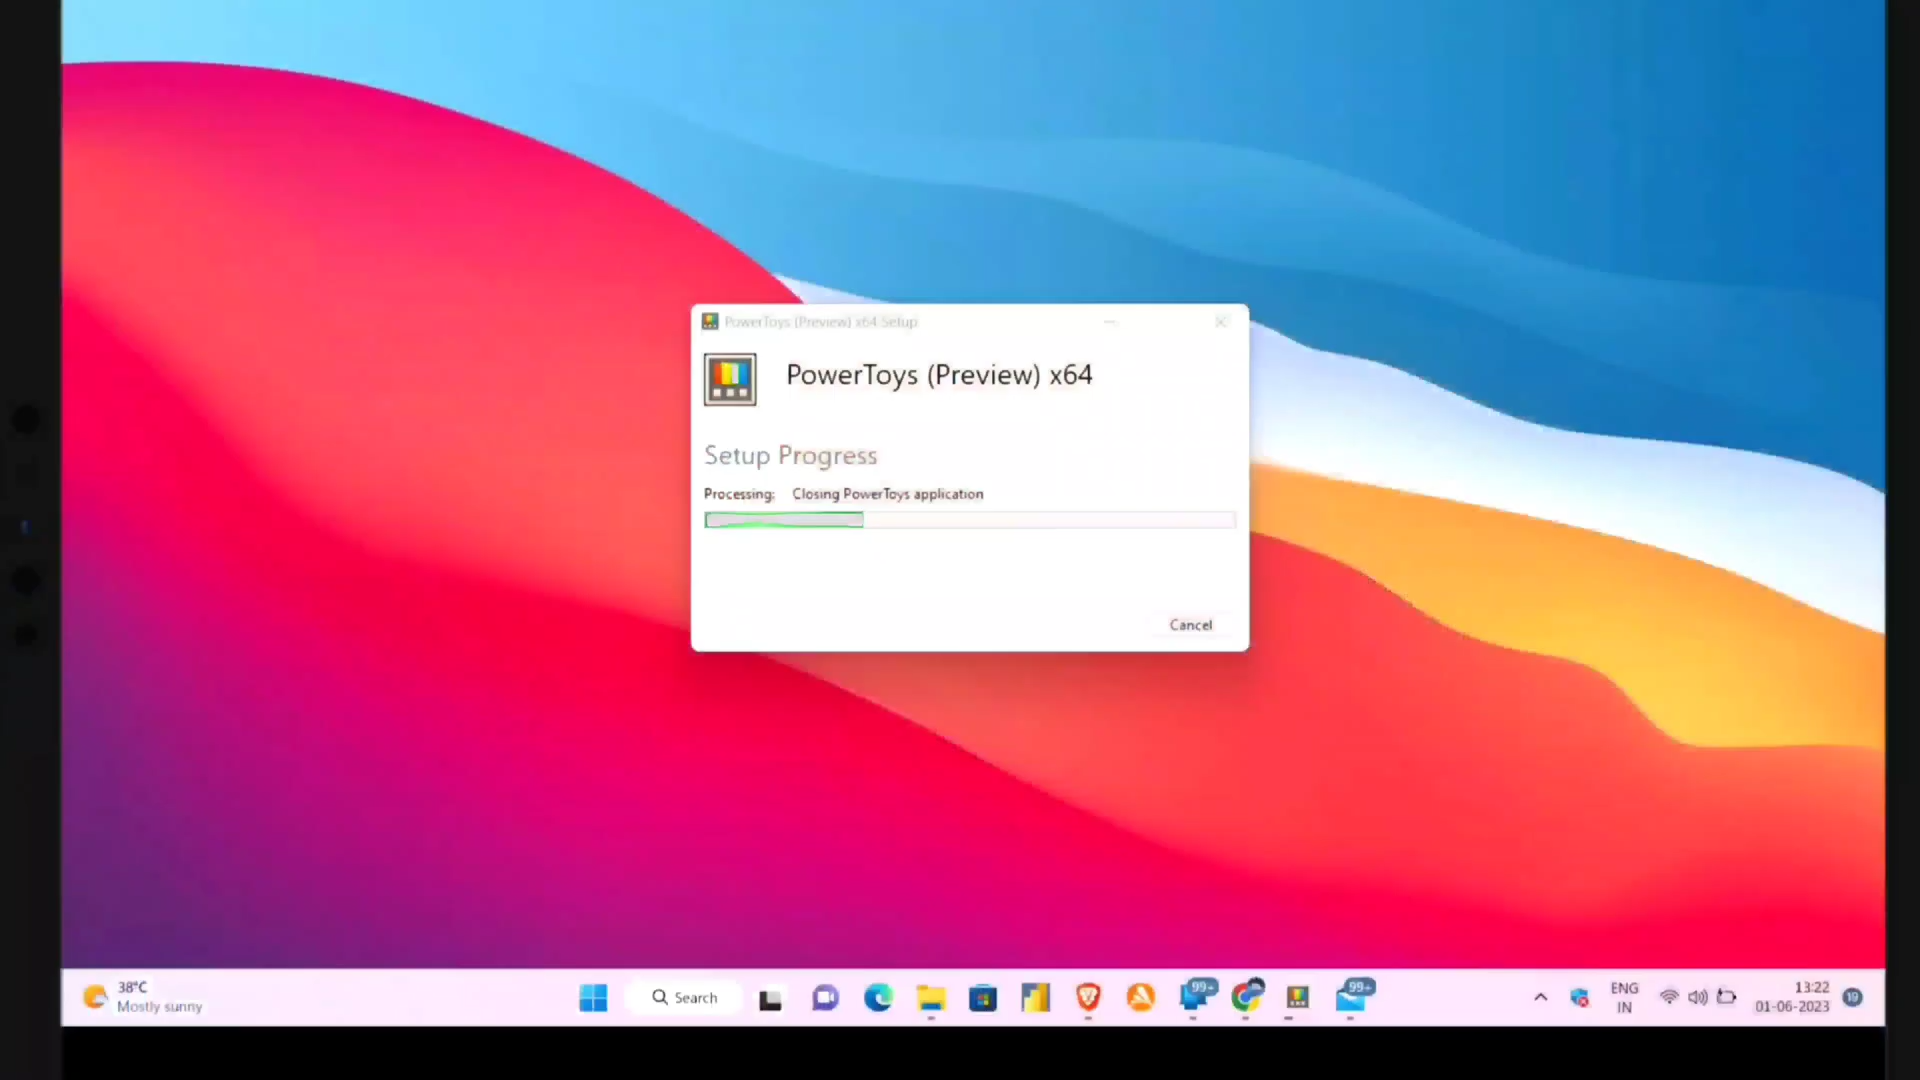 PowerToys (Preview) x64 Setup
PowerToys (Preview) x64
Setup Progress
Processing: Closing PowerToys application
Cancel
38°C
Mostly sunny
Search
99+
99+
ENG
IN
13:22
01-06-2023
19